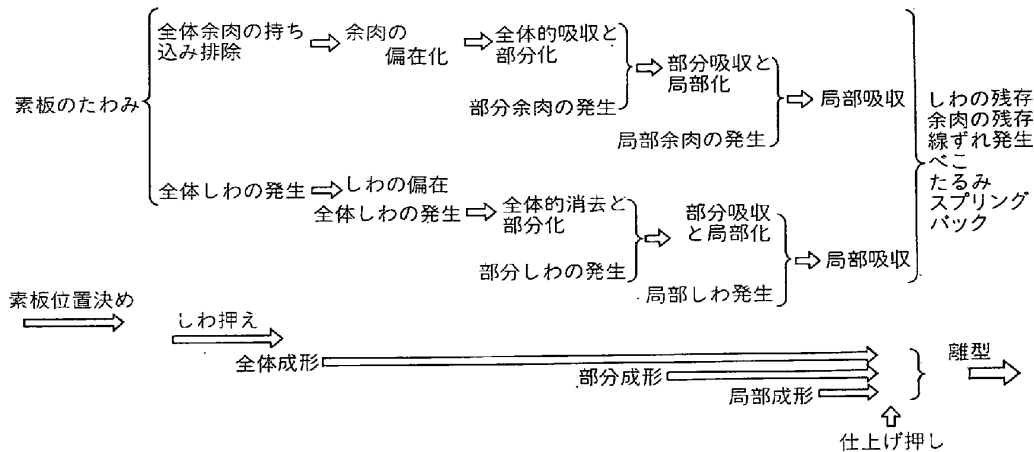 全体余肉の持ち
込み排除
余肉の
偏在化
全体的吸収と
部分化
部分余肉の発生
部分吸収と
局部化
局部余肉の発生
局部吸収
素板のたわみ
全体しわの発生
しわの偏在
全体しわの発生
全体的消去と
部分化
部分しわの発生
部分吸収
と局部化
局部しわ発生
局部吸収
しわの残存
余肉の残存
線ずれ発生
べこ
たるみ
スプリング
バック
素板位置決め
しわ押え
全体成形
部分成形
局部成形
離型
仕上げ押し